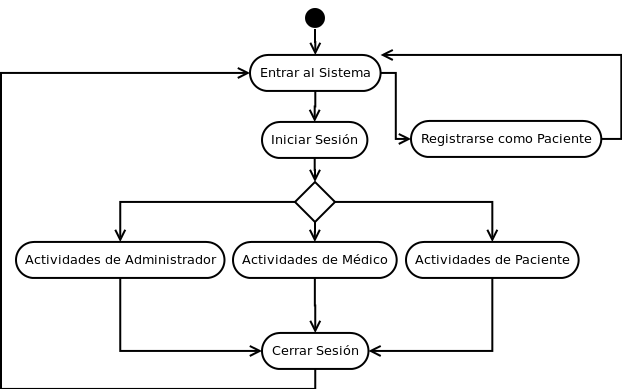 Entrar al Sistema
Iniciar Sesión
Registrarse como Paciente
Actividades de Administrador
Actividades de Médico
Actividades de Paciente
Cerrar Sesión